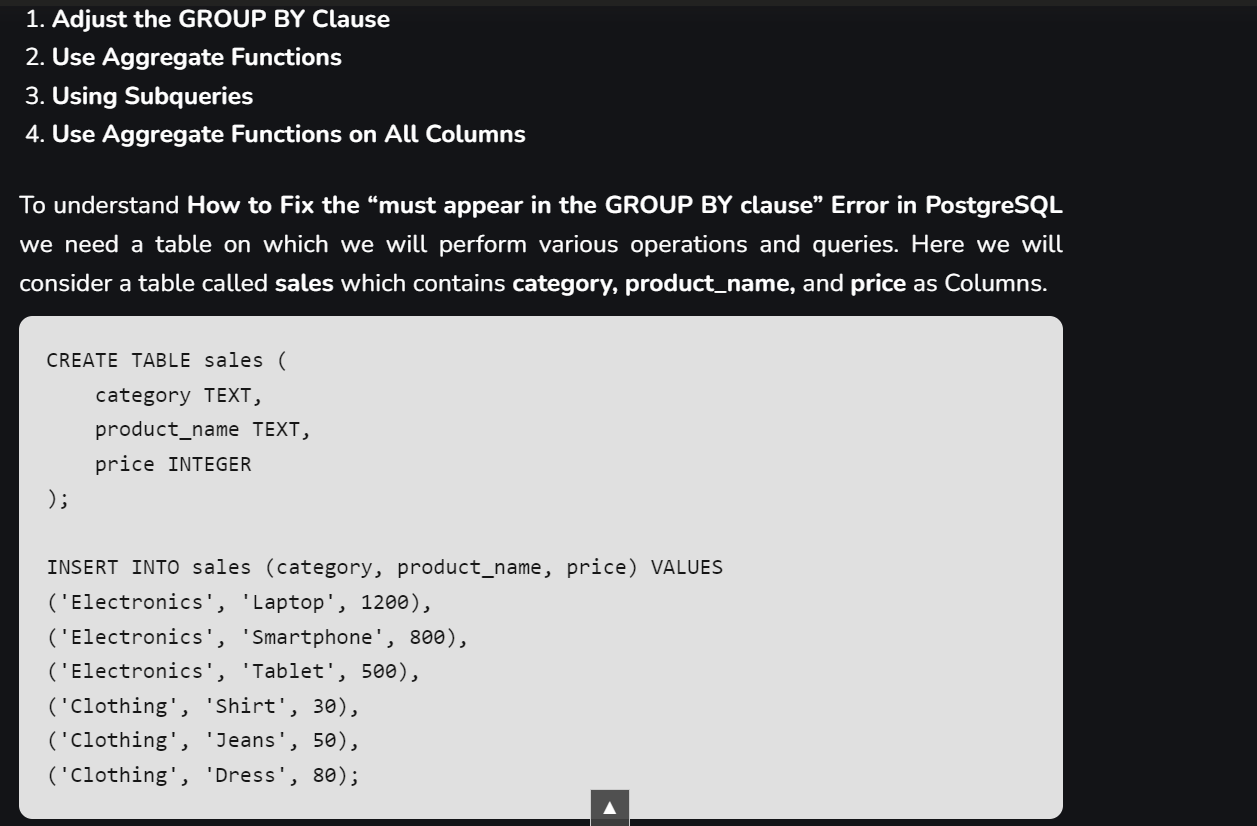 1. Adjust the GROUP BY Clause
2. Use Aggregate Functions
3. Using Subqueries
4. Use Aggregate Functions on All Columns
To understand How to Fix the “must appear in the GROUP BY clause” Error in PostgreSQL
we need a table on which we will perform various operations and queries. Here we will
consider a table called sales which contains category, product_name, and price as Columns.
CREATE TABLE sales (
    category TEXT,
    product_name TEXT,
    price INTEGER
);
INSERT INTO sales (category, product_name, price) VALUES
('Electronics', 'Laptop', 1200),
('Electronics', 'Smartphone', 800),
('Electronics', 'Tablet', 500),
('Clothing', 'Shirt', 30),
('Clothing', 'Jeans', 50),
('Clothing', 'Dress', 80);